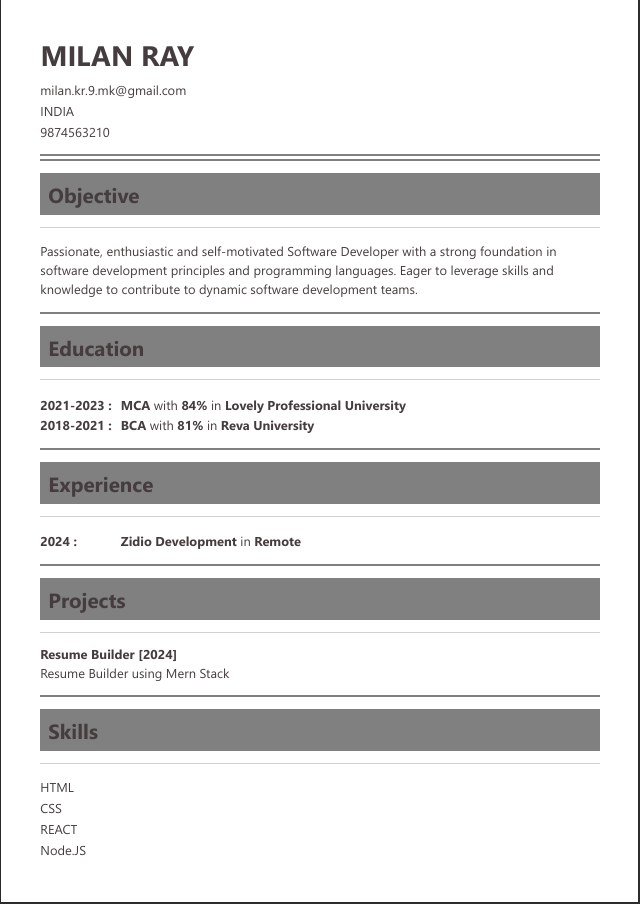 MILAN RAY
milan.kr.9.mk@gmail.com
INDIA
9874563210
Objective
Passionate, enthusiastic and self-motivated Software Developer with a strong foundation in
software development principles and programming languages. Eager to leverage skills and
knowledge to contribute to dynamic software development teams.
Education
2021-2023 : MCA with 84% in Lovely Professional University
2018-2021 : BCA with 81% in Reva University
Experience
2024 : Zidio Development in Remote
Projects
Resume Builder [2024]
Resume Builder using Mern Stack
Skills
HTML
CSS
REACT
Node.JS